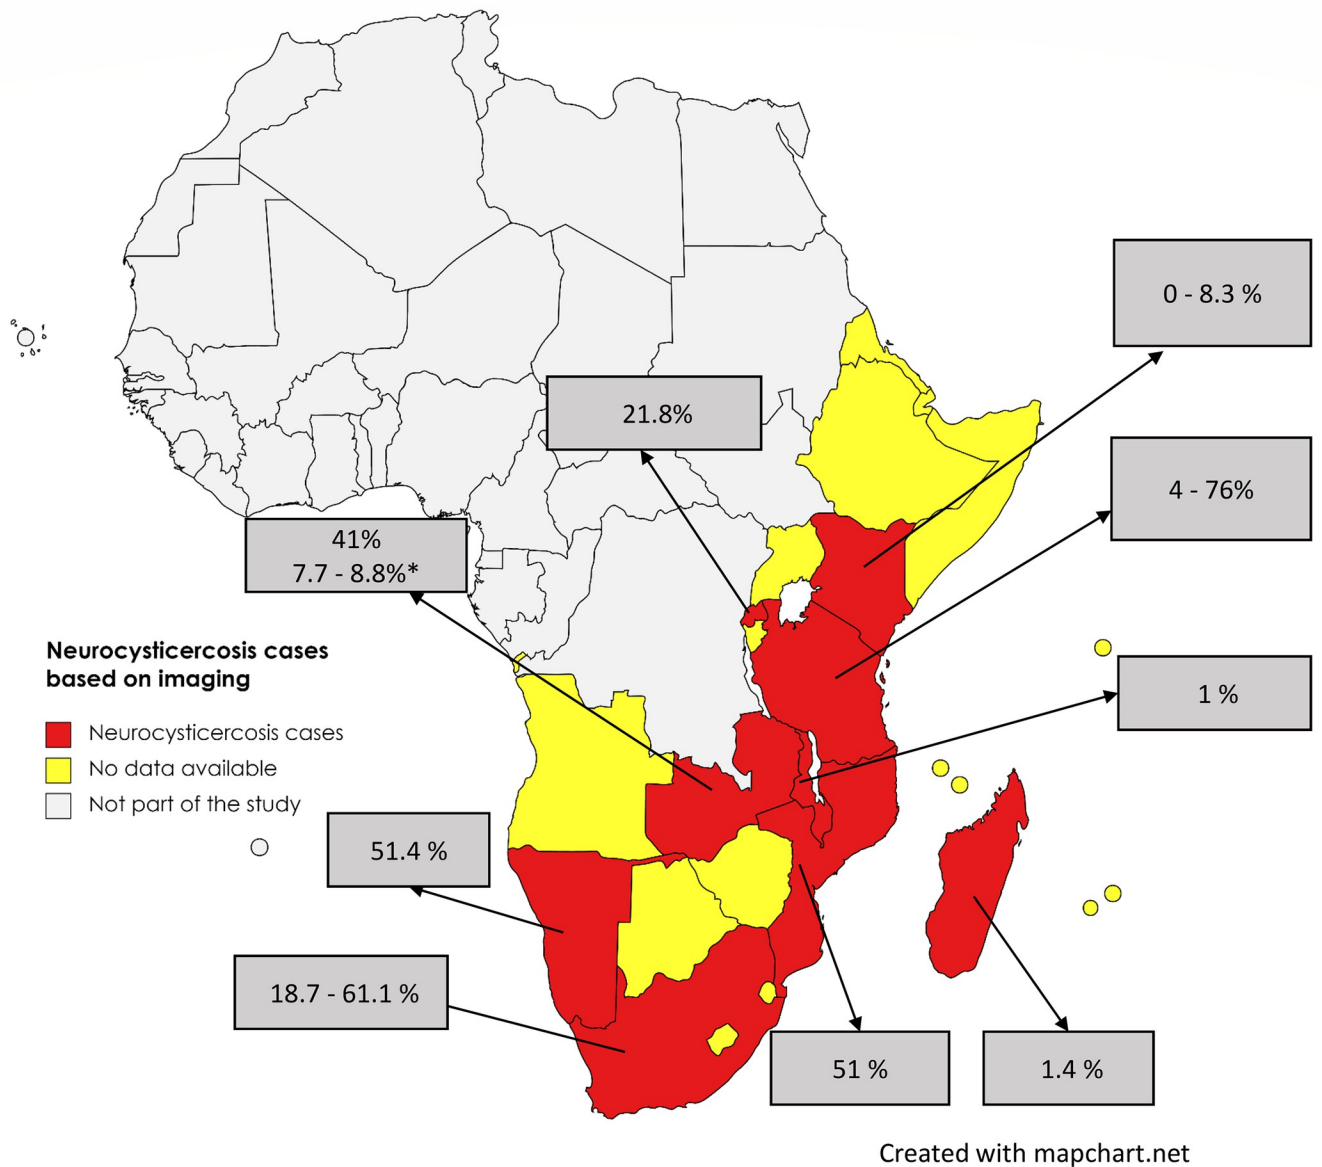 0 - 8.3 %
21.8%
4 - 76%
41%
7.7 - 8.8%*
Neurocysticercosis cases
based on imaging
Neurocysticercosis cases
No data available
Not part of the study
1 %
51.4 %
18.7 - 61.1 %
51 %
1.4 %
Created with mapchart.net